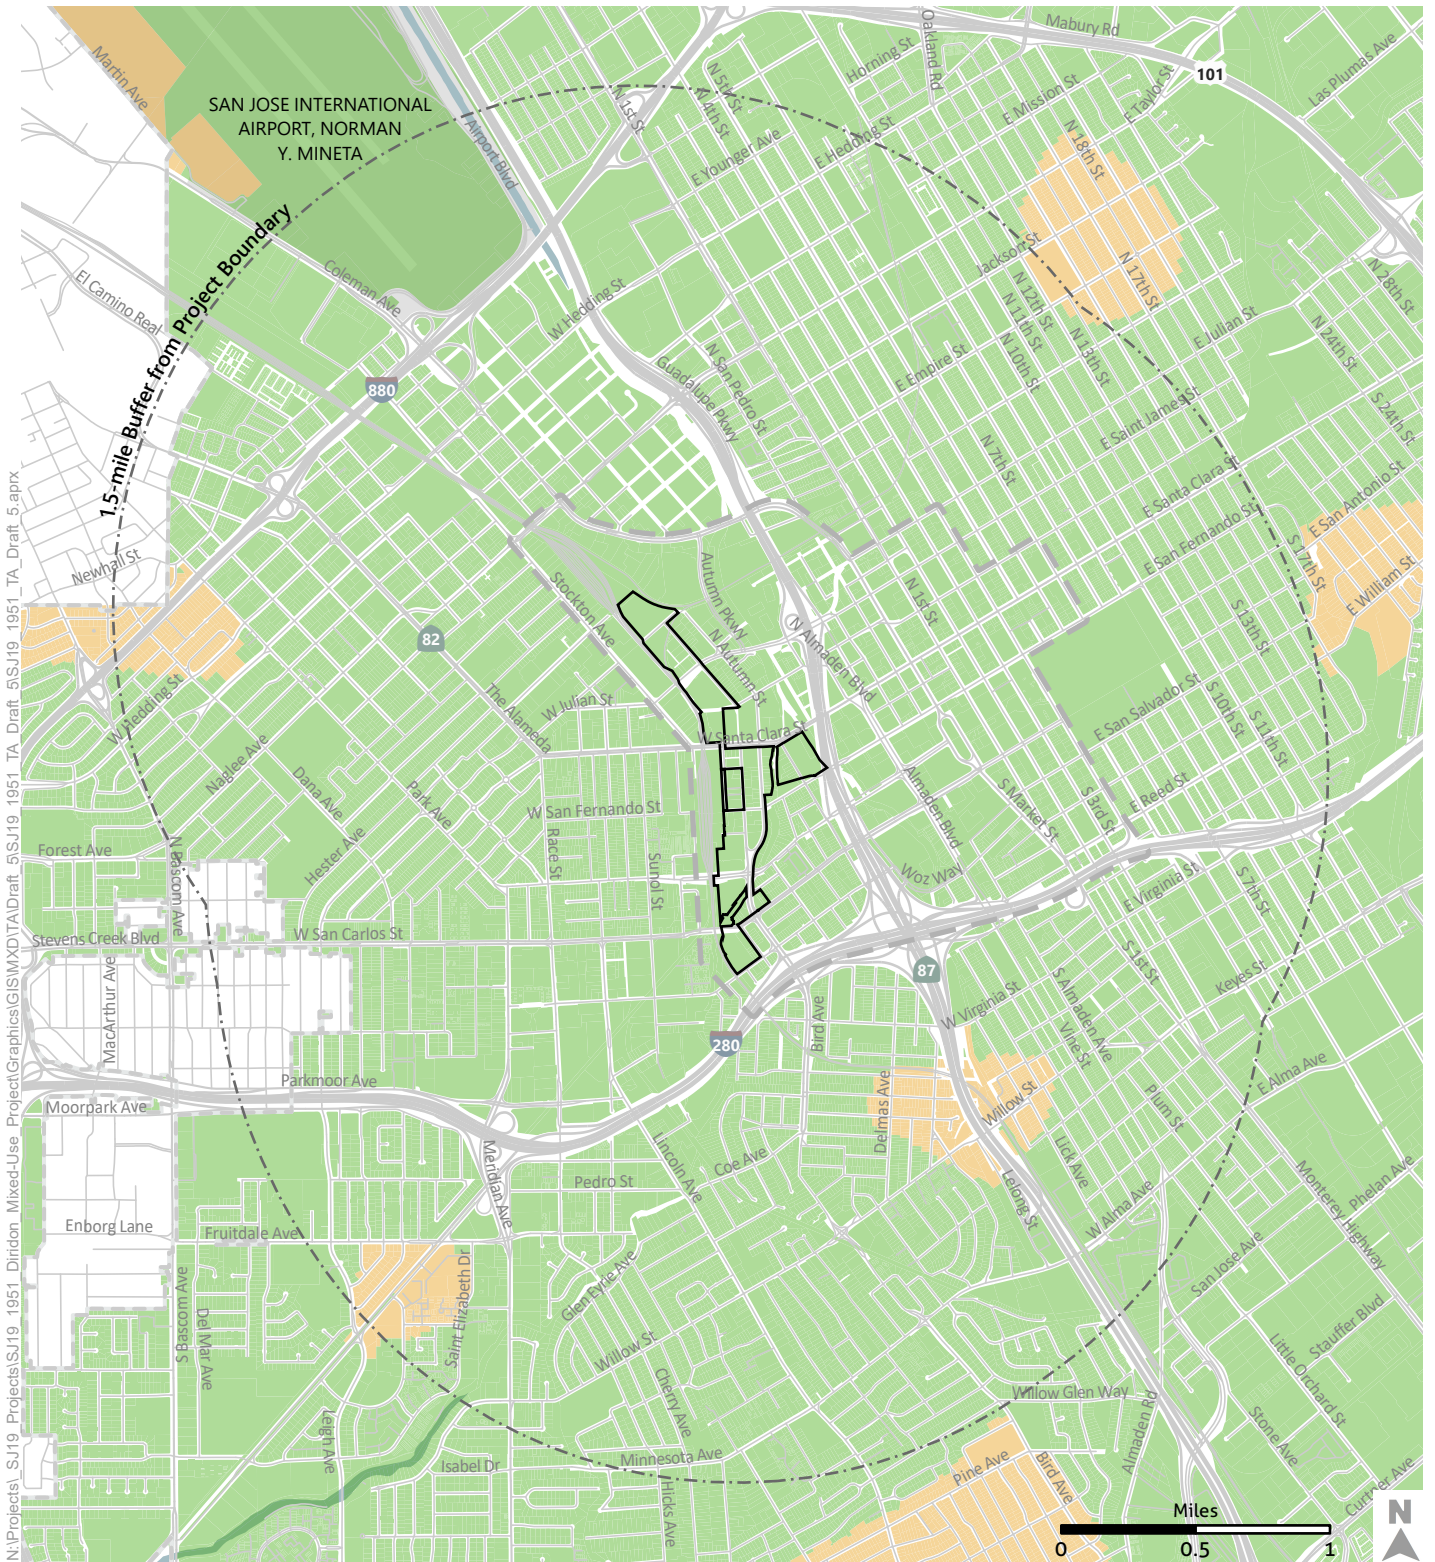 Mabury Rd
Oakland Rd
Horning St
101
Las Plumas Ave
Martin Ave
SAN JOSE INTERNATIONAL
AIRPORT, NORMAN
Y. MINETA
Airport Blvd
N 1st St
N 5th St
N 4th St
E Mission St
E Taylor St
E Younger Ave
E Hedding St
N 18th St
1.5-mile Buffer from Project Boundary
El Camino Real
Coleman Ave
W Hedding St
Jackson St
N 17th St
N 28th St
N 12th St
N 11th St
N 10th St
N 13th St
E Julian St
N 24th St
880
Guadalupe Pkwy
N San Pedro St
E Empire St
E Saint James St
S 24th St
N 7th St
E Santa Clara St
E San Antonio St
E San Fernando St
Newhall St
Stockton Ave
Autumn Pkwy
N 1st St
S 17th St
E William St
82
N Autumn St
N Almaden Blvd
S 13th St
W Hedding St
The Alameda
W Julian St
W Santa Clara St
E San Salvador St
S 10th St
S 11th St
Naglee Ave
Dana Ave
Park Ave
W San Fernando St
Almaden Blvd
S Market St
S 3rd St
E Reed St
Forest Ave
N Bascom Ave
Hester Ave
Race St
Sunol St
Woz Way
E Virginia St
S 7th St
Stevens Creek Blvd
W San Carlos St
MacArthur Ave
87
S 1st St
Keyes St
W Virginia St
S Almaden Ave
Vine St
280
Bird Ave
Parkmoor Ave
Moorpark Ave
Delmas Ave
Willow St
E Alma Ave
Plum St
Meridian Ave
Lincoln Ave
Coe Ave
Lick Ave
Pedro St
Lelong St
W Alma Ave
Monterey Highway
Phelan Ave
Enborg Lane
Fruitdale Ave
San Jose Ave
S Bascom Ave
Del Mar Ave
Saint Elizabeth Dr
Glen Eyrie Ave
Willow St
Stauffer Blvd
Little Orchard St
Cherry Ave
Willow Glen Way
Almaden Rd
Leigh Ave
Isabel Dr
Minnesota Ave
Hicks Ave
Pine Ave
Bird Ave
Stone Ave
Curtner Ave
Miles
0 0.5 1
N
N:\Projects\_SJ19_Projects\SJ19_1951_Diridon_Mixed-Use_Project\Graphics\GIS\MXD\TA\Draft_5\SJ19_1951_TA_Draft_5\SJ19_1951_TA_Draft_5.aprx